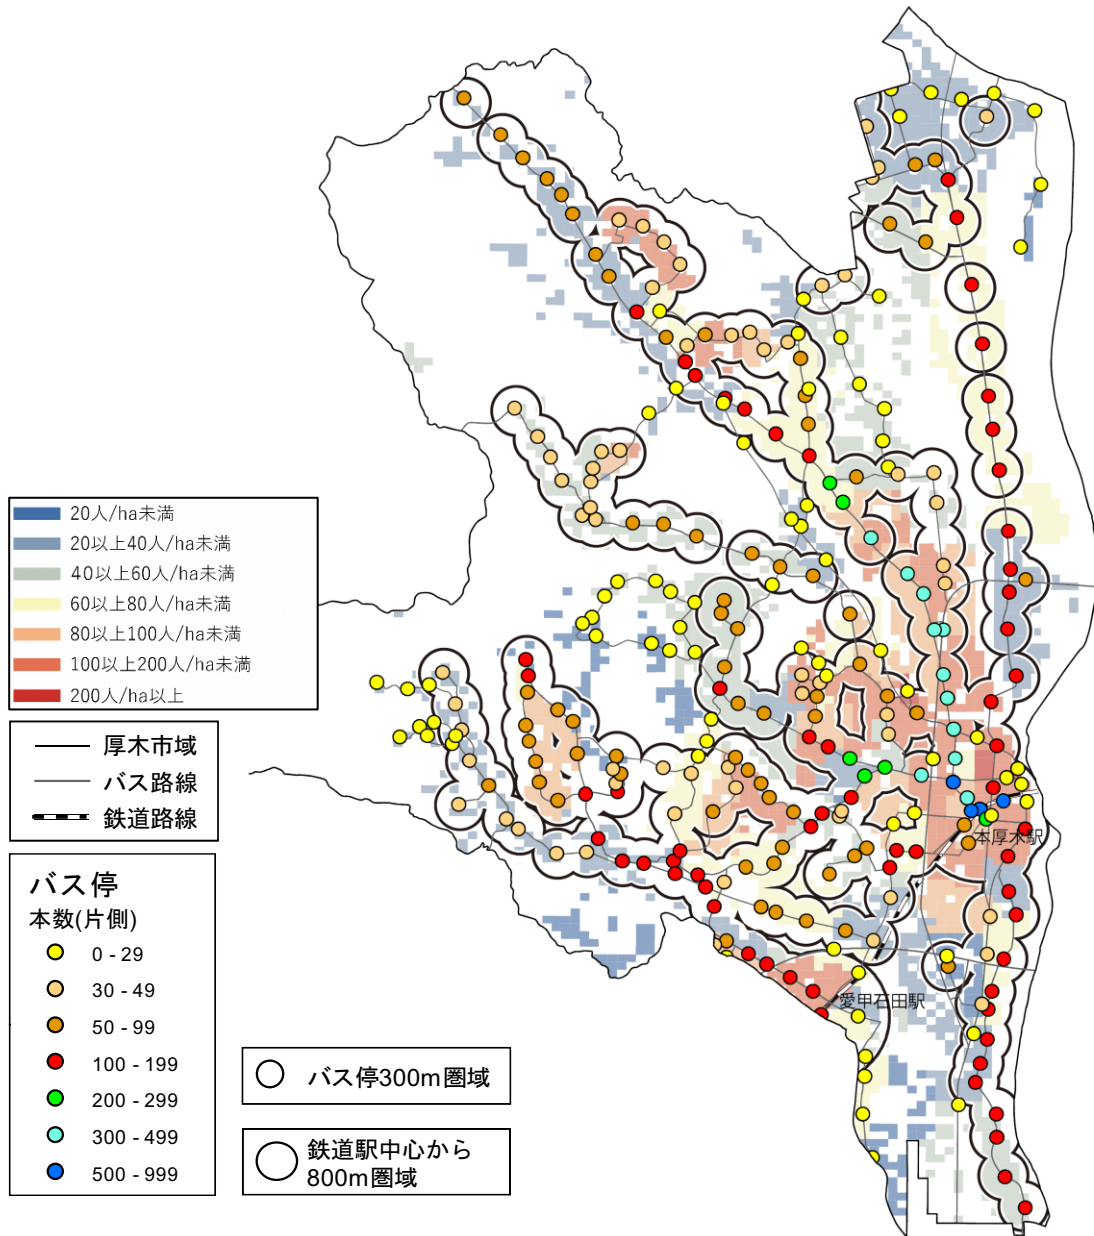 20人/ha未満
20以上40人/ha未満
40以上60人/ha未満
60以上80人/ha未満
80以上100人/ha未満
100以上200人/ha未満
200人/ha以上
厚木市域
バス路線
鉄道路線
バス停
本数(片側)
0 - 29
30 - 49
50 - 99
100 - 199
200 - 299
300 - 499
500 - 999
バス停300m圏域
鉄道駅中心から
800m圏域
本厚木駅
愛甲石田駅